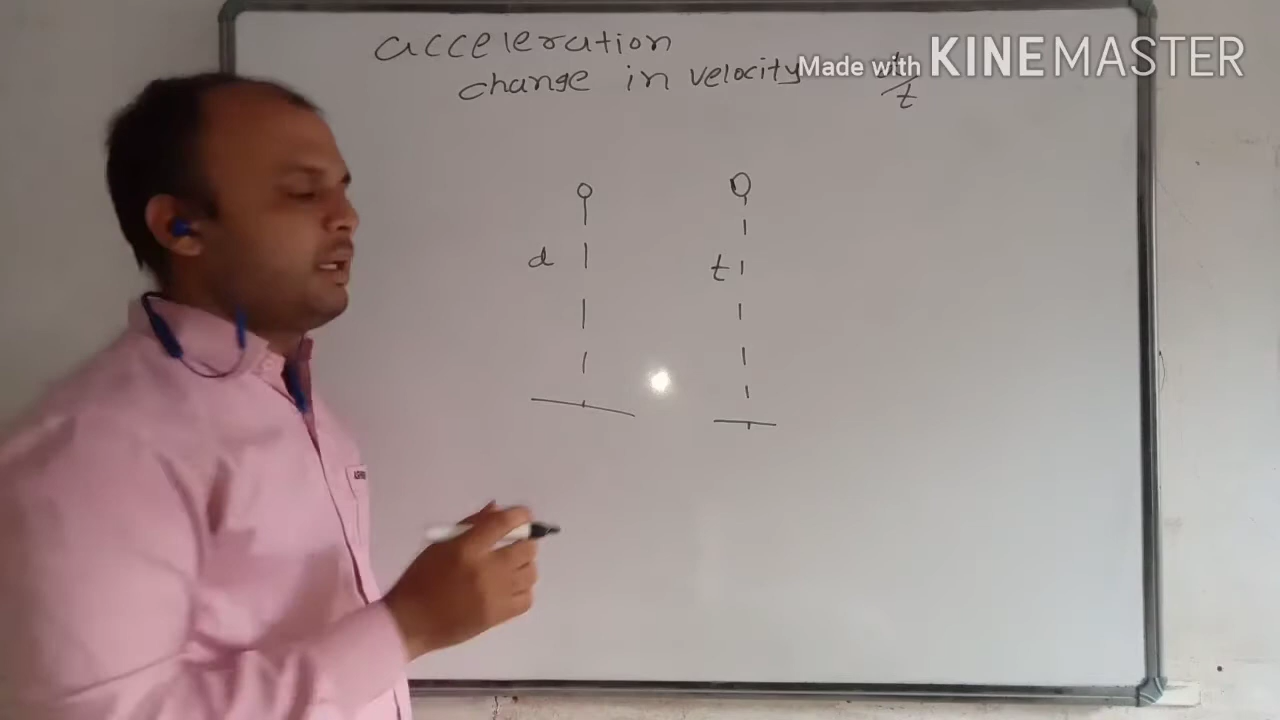 acceleration
change in velocity
t
Made with KINEMASTER
d
t